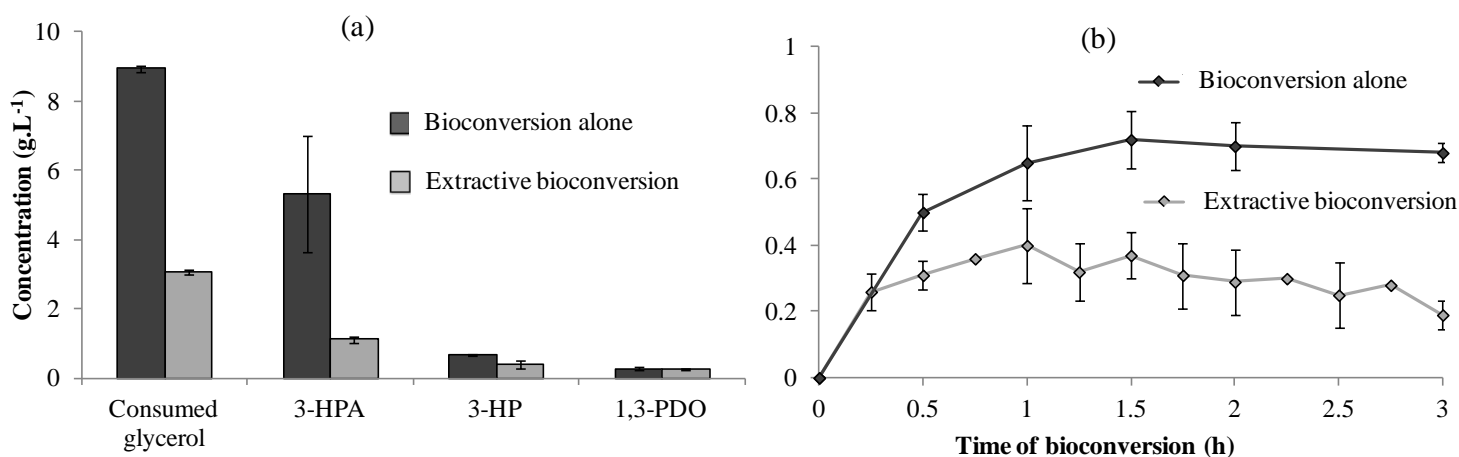 (a)
Concentration (g.L-1)
10
8
6
4
2
0
Bioconversion alone
Extractive bioconversion
Consumed
glycerol
3-HPA
3-HP
1,3-PDO
(b)
1
0.8
0.6
0.4
0.2
0
Bioconversion alone
Extractive bioconversion
0
0.5
1
1.5
2
2.5
3
Time of bioconversion (h)